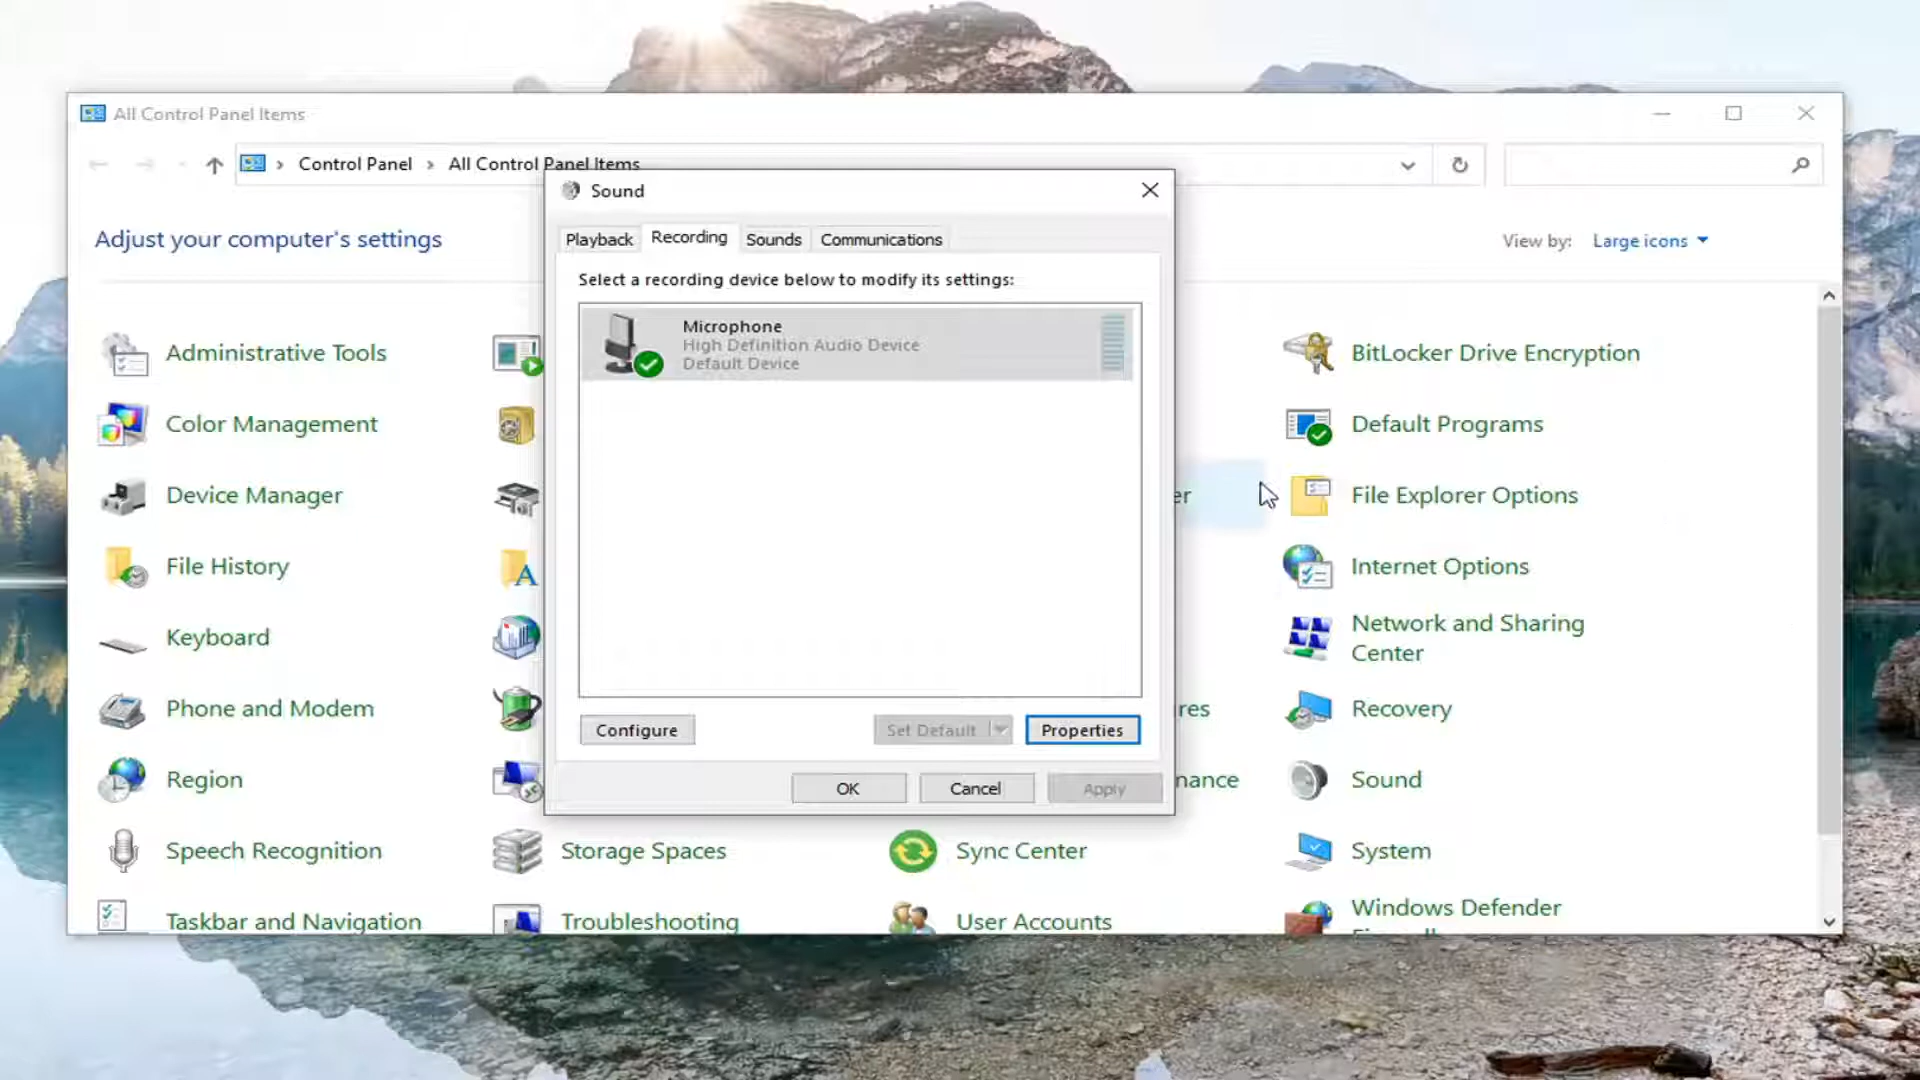 All Control Panel Items
Control Panel
All Control Panel Items
Sound
Adjust your computer's settings
View by:
Large icons
Playback
Recording
Sounds
Communications
Select a recording device below to modify its settings:
Microphone
High Definition Audio Device
Default Device
Administrative Tools
BitLocker Drive Encryption
Color Management
Default Programs
Device Manager
er
File Explorer Options
File History
Internet Options
Keyboard
Network and Sharing
Center
Phone and Modem
res
Recovery
Configure
Set Default
Properties
Region
nance
Sound
OK
Cancel
Apply
Speech Recognition
Storage Spaces
Sync Center
System
Taskbar and Navigation
Troubleshooting
User Accounts
Windows Defender